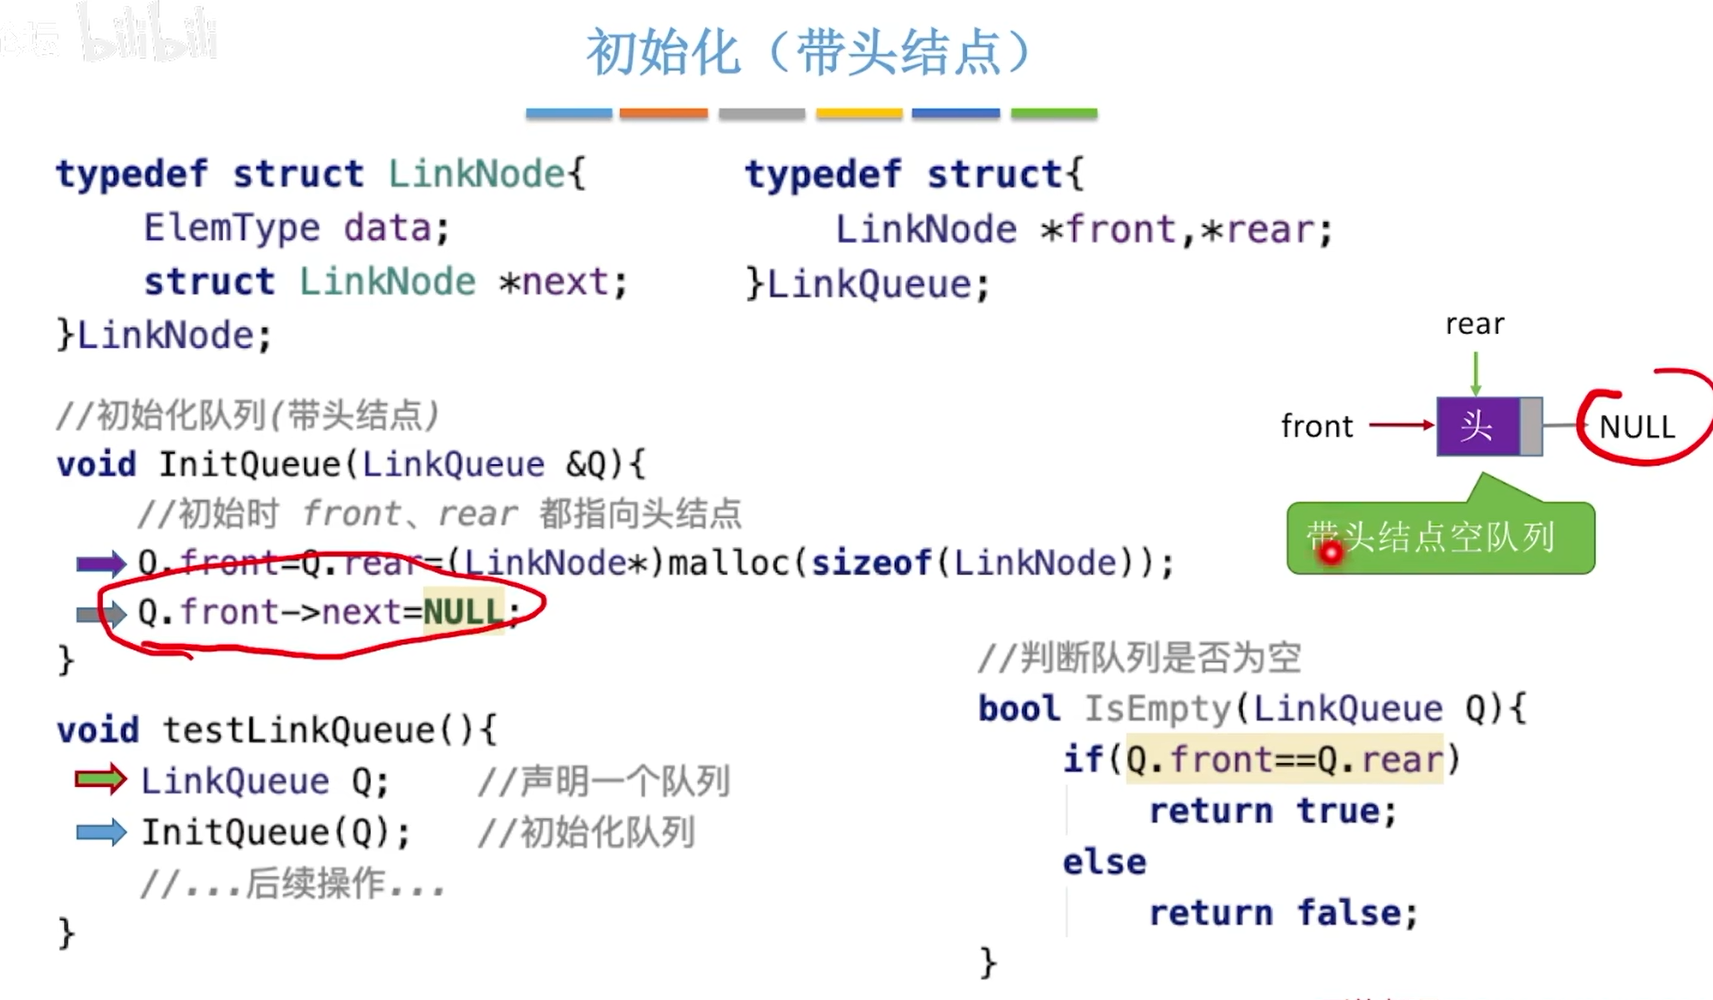 bilibili
初始化（带头结点）
typedef struct LinkNode{
    ElemType data;
    struct LinkNode *next;
}LinkNode;
typedef struct{
    LinkNode *front,*rear;
}LinkQueue;
rear
front
头
NULL
带头结点空队列
//初始化队列(带头结点)
void InitQueue(LinkQueue &Q){
    //初始时 front、rear 都指向头结点
    Q.front=Q.rear=(LinkNode*)malloc(sizeof(LinkNode));
    Q.front->next=NULL;
}
void testLinkQueue(){
    LinkQueue Q;    //声明一个队列
    InitQueue(Q);   //初始化队列
    //...后续操作...
}
//判断队列是否为空
bool IsEmpty(LinkQueue Q){
    if(Q.front==Q.rear)
        return true;
    else
        return false;
}